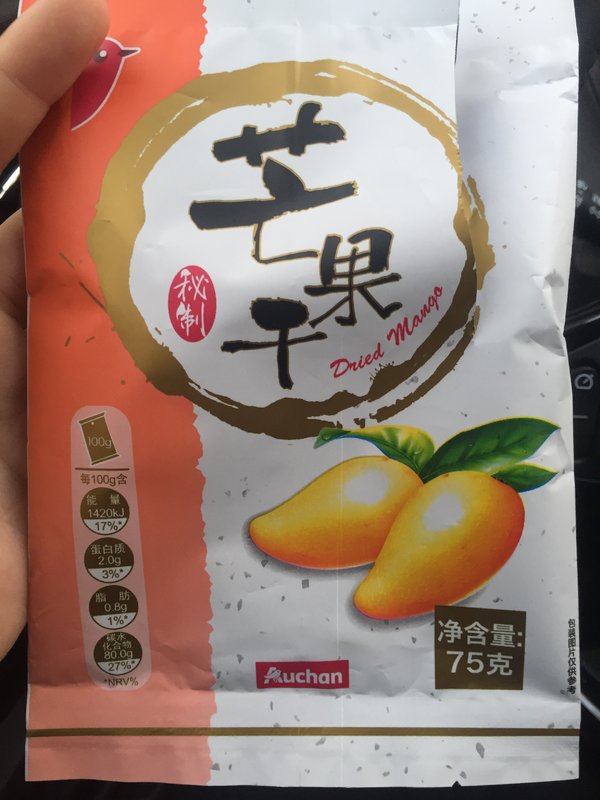 芒果干
秘制
Dried Mango
100g
每100g含
能量
1420kJ
17%*
蛋白质
2.0g
3%*
脂肪
0.8g
1%*
碳水
化合物
80.0g
27%*
*NRV%
Auchan
净含量:
75克
包装图片仅供参考